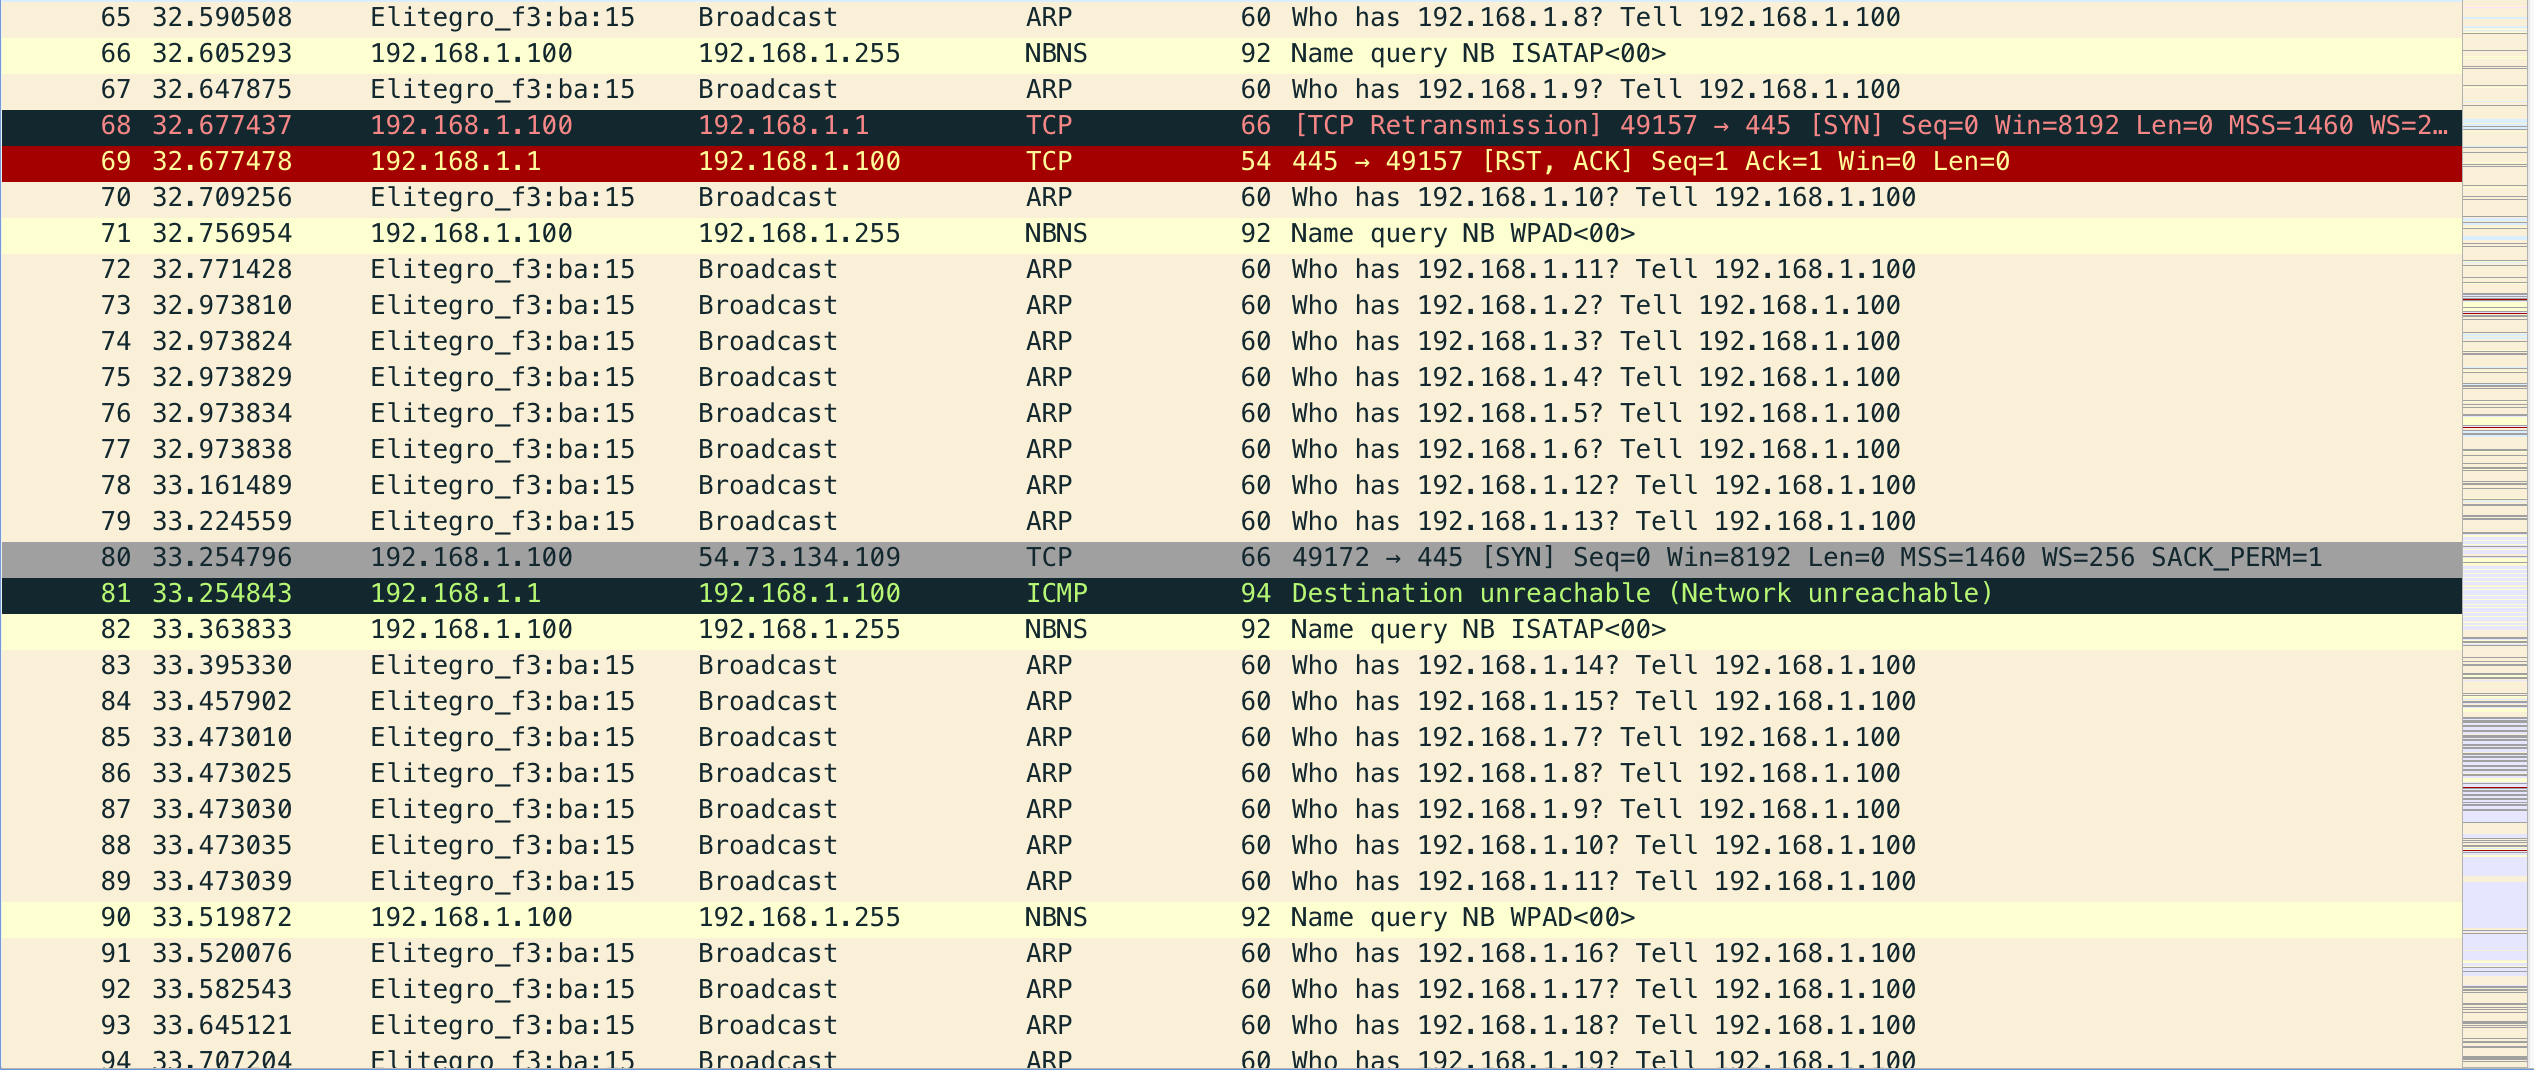 65 32.590508 Elitegro_f3:ba:15 Broadcast ARP 60 Who has 192.168.1.8? Tell 192.168.1.100
66 32.605293 192.168.1.100 192.168.1.255 NBNS 92 Name query NB ISATAP<00>
67 32.647875 Elitegro_f3:ba:15 Broadcast ARP 60 Who has 192.168.1.9? Tell 192.168.1.100
68 32.677437 192.168.1.100 192.168.1.1 TCP 66 [TCP Retransmission] 49157 → 445 [SYN] Seq=0 Win=8192 Len=0 MSS=1460 WS=2…
69 32.677478 192.168.1.1 192.168.1.100 TCP 54 445 → 49157 [RST, ACK] Seq=1 Ack=1 Win=0 Len=0
70 32.709256 Elitegro_f3:ba:15 Broadcast ARP 60 Who has 192.168.1.10? Tell 192.168.1.100
71 32.756954 192.168.1.100 192.168.1.255 NBNS 92 Name query NB WPAD<00>
72 32.771428 Elitegro_f3:ba:15 Broadcast ARP 60 Who has 192.168.1.11? Tell 192.168.1.100
73 32.973810 Elitegro_f3:ba:15 Broadcast ARP 60 Who has 192.168.1.2? Tell 192.168.1.100
74 32.973824 Elitegro_f3:ba:15 Broadcast ARP 60 Who has 192.168.1.3? Tell 192.168.1.100
75 32.973829 Elitegro_f3:ba:15 Broadcast ARP 60 Who has 192.168.1.4? Tell 192.168.1.100
76 32.973834 Elitegro_f3:ba:15 Broadcast ARP 60 Who has 192.168.1.5? Tell 192.168.1.100
77 32.973838 Elitegro_f3:ba:15 Broadcast ARP 60 Who has 192.168.1.6? Tell 192.168.1.100
78 33.161489 Elitegro_f3:ba:15 Broadcast ARP 60 Who has 192.168.1.12? Tell 192.168.1.100
79 33.224559 Elitegro_f3:ba:15 Broadcast ARP 60 Who has 192.168.1.13? Tell 192.168.1.100
80 33.254796 192.168.1.100 54.73.134.109 TCP 66 49172 → 445 [SYN] Seq=0 Win=8192 Len=0 MSS=1460 WS=256 SACK_PERM=1
81 33.254843 192.168.1.1 192.168.1.100 ICMP 94 Destination unreachable (Network unreachable)
82 33.363833 192.168.1.100 192.168.1.255 NBNS 92 Name query NB ISATAP<00>
83 33.395330 Elitegro_f3:ba:15 Broadcast ARP 60 Who has 192.168.1.14? Tell 192.168.1.100
84 33.457902 Elitegro_f3:ba:15 Broadcast ARP 60 Who has 192.168.1.15? Tell 192.168.1.100
85 33.473010 Elitegro_f3:ba:15 Broadcast ARP 60 Who has 192.168.1.7? Tell 192.168.1.100
86 33.473025 Elitegro_f3:ba:15 Broadcast ARP 60 Who has 192.168.1.8? Tell 192.168.1.100
87 33.473030 Elitegro_f3:ba:15 Broadcast ARP 60 Who has 192.168.1.9? Tell 192.168.1.100
88 33.473035 Elitegro_f3:ba:15 Broadcast ARP 60 Who has 192.168.1.10? Tell 192.168.1.100
89 33.473039 Elitegro_f3:ba:15 Broadcast ARP 60 Who has 192.168.1.11? Tell 192.168.1.100
90 33.519872 192.168.1.100 192.168.1.255 NBNS 92 Name query NB WPAD<00>
91 33.520076 Elitegro_f3:ba:15 Broadcast ARP 60 Who has 192.168.1.16? Tell 192.168.1.100
92 33.582543 Elitegro_f3:ba:15 Broadcast ARP 60 Who has 192.168.1.17? Tell 192.168.1.100
93 33.645121 Elitegro_f3:ba:15 Broadcast ARP 60 Who has 192.168.1.18? Tell 192.168.1.100
94 33.707204 Elitegro_f3:ba:15 Broadcast ARP 60 Who has 192.168.1.19? Tell 192.168.1.100